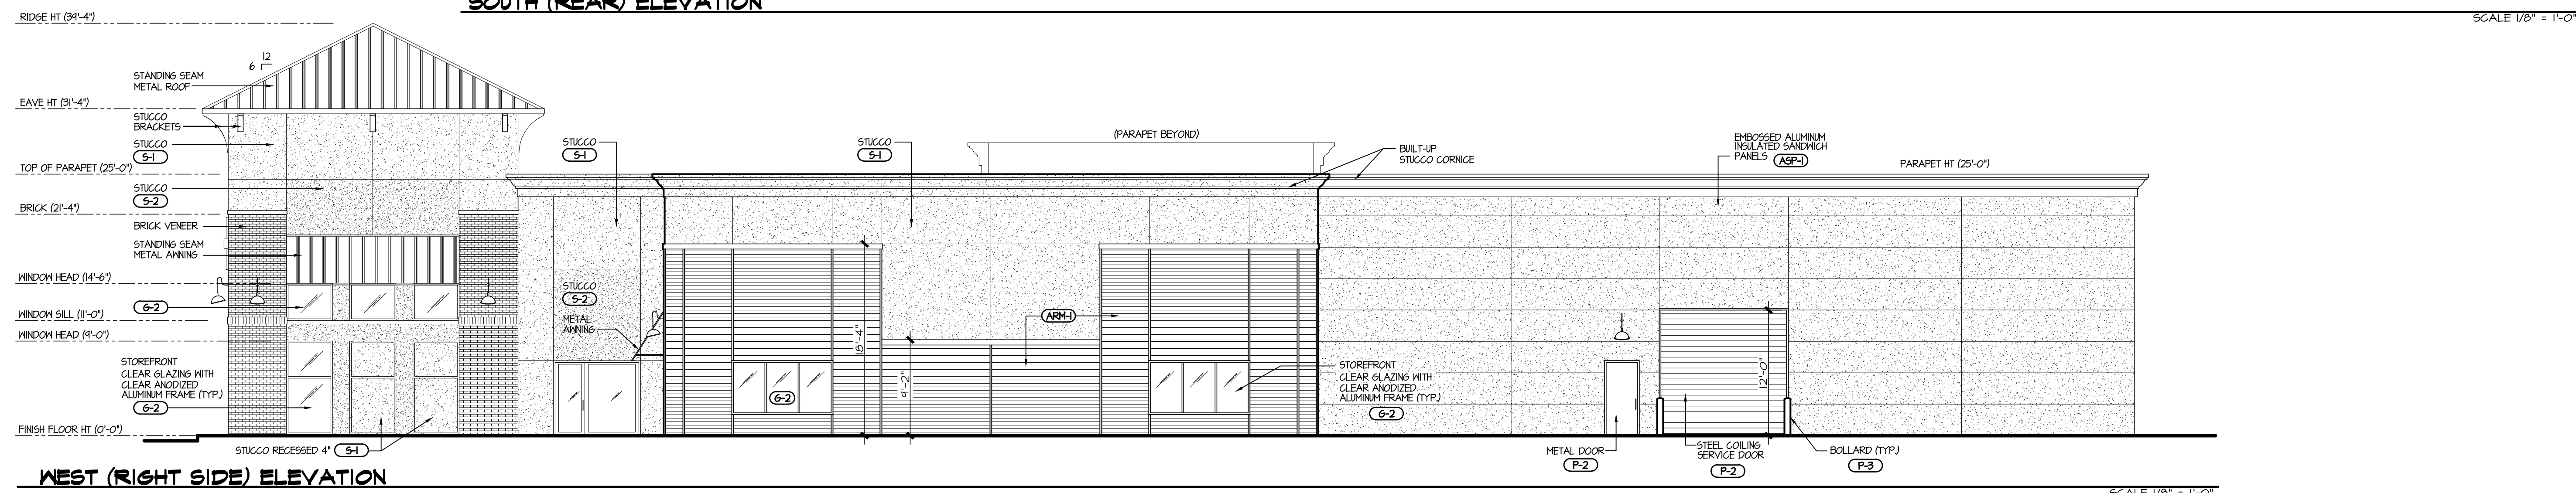 SOUTH (REAR) ELEVATION
SCALE 1/8" = 1'-0"
RIDGE HT (39'-4")
12
6
STANDING SEAM
METAL ROOF
EAVE HT (31'-4")
STUCCO
BRACKETS
STUCCO
S-1
TOP OF PARAPET (25'-0")
STUCCO
S-2
BRICK (21'-4")
BRICK VENEER
STANDING SEAM
METAL AWNING
WINDOW HEAD (14'-6")
G-2
WINDOW SILL (11'-0")
WINDOW HEAD (9'-0")
STOREFRONT
CLEAR GLAZING WITH
CLEAR ANODIZED
ALUMINUM FRAME (TYP.)
G-2
FINISH FLOOR HT (0'-0")
STUCCO RECESSED 4" S-1
STUCCO
S-1
STUCCO
S-2
METAL
AWNING
STUCCO
S-1
(PARAPET BEYOND)
BUILT-UP
STUCCO CORNICE
18'-4"
9'-2"
G-2
ARM-1
STOREFRONT
CLEAR GLAZING WITH
CLEAR ANODIZED
ALUMINUM FRAME (TYP.)
G-2
EMBOSSED ALUMINUM
INSULATED SANDWICH
PANELS ASP-1
PARAPET HT (25'-0")
12'-0"
METAL DOOR
P-2
STEEL COILING
SERVICE DOOR
P-2
BOLLARD (TYP.)
P-3
WEST (RIGHT SIDE) ELEVATION
SCALE 1/8" = 1'-0"